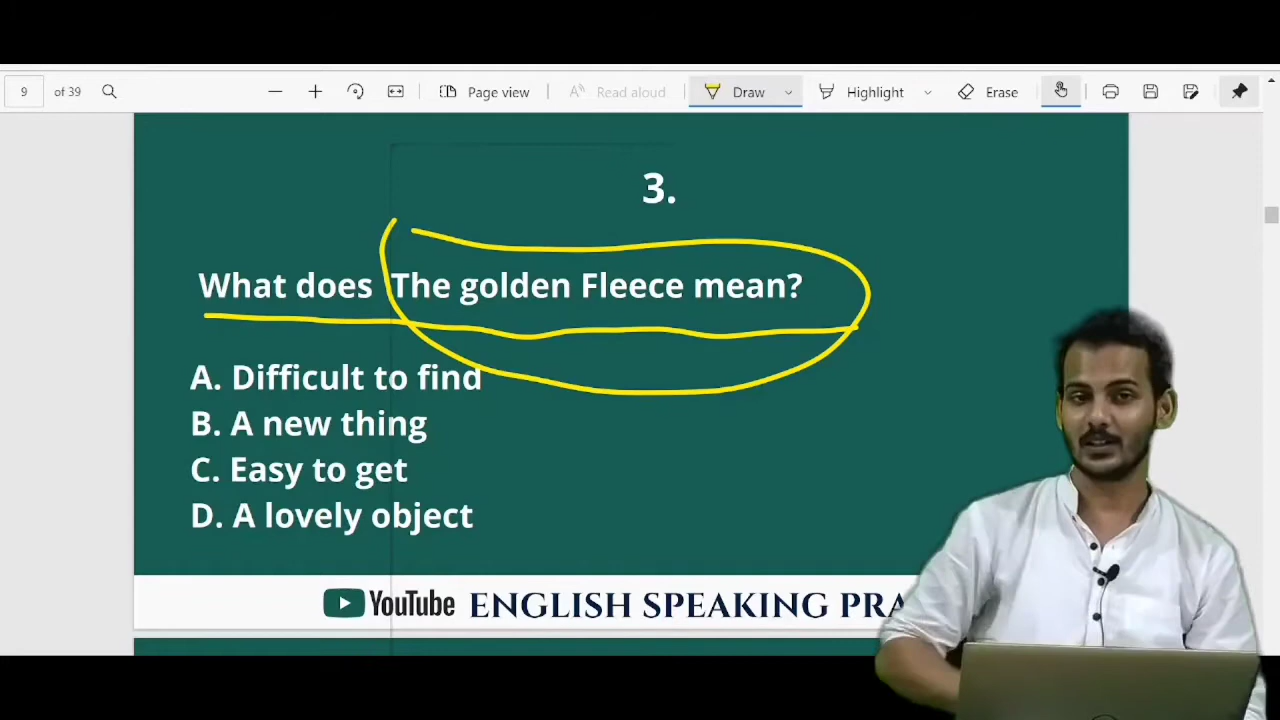 9 of 39 Page view Read aloud Draw Highlight Erase
3.
What does The golden Fleece mean?
A. Difficult to find
B. A new thing
C. Easy to get
D. A lovely object
YouTube ENGLISH SPEAKING